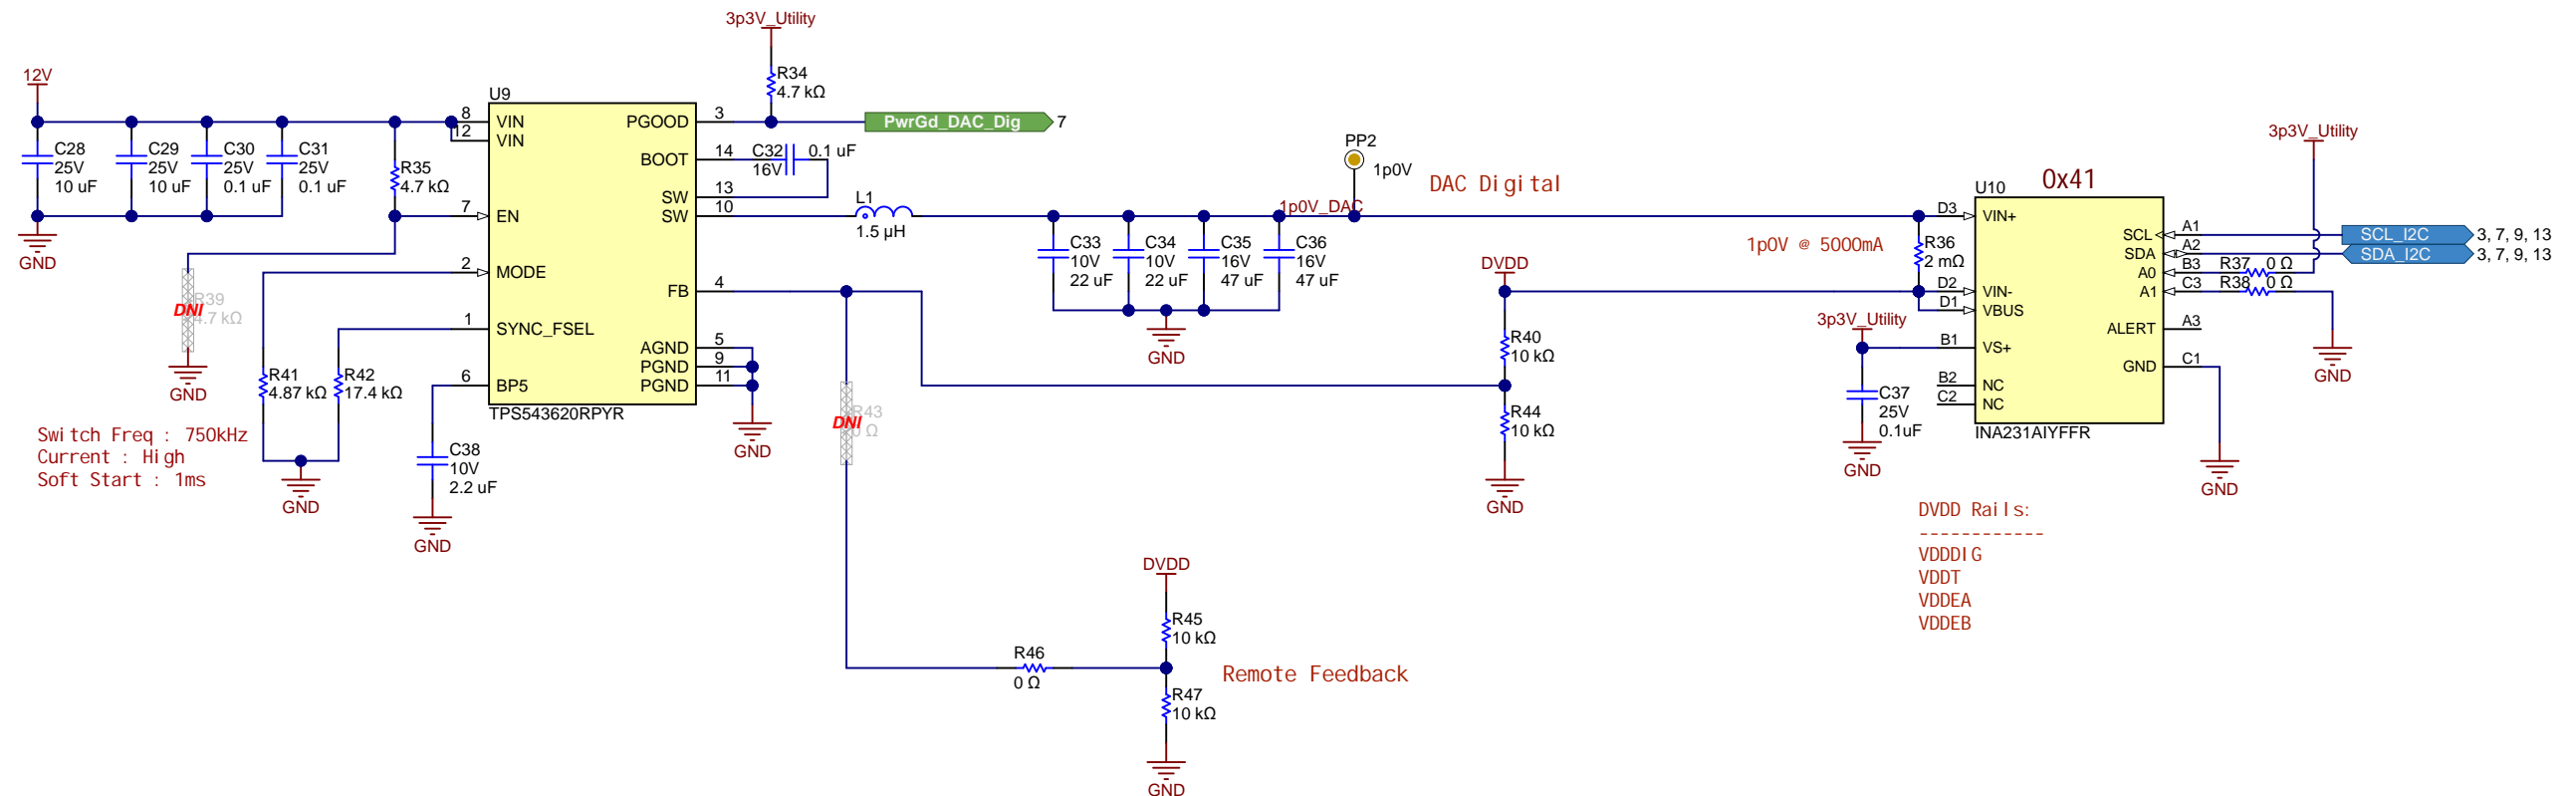 3p3V_Utility
R34
4.7 kΩ
12V
C28
25V
10 uF
C29
25V
10 uF
C30
25V
0.1 uF
C31
25V
0.1 uF
R35
4.7 kΩ
U9
8
12
VIN
VIN
7
EN
2
MODE
1
SYNC_FSEL
6
BP5
PGOOD
3
BOOT
14
SW
13
SW
10
FB
4
AGND
5
PGND
9
PGND
11
TPS543620RPYR
PwrGd_DAC_Dig
7
C32
16V
0.1 uF
L1
1.5 µH
GND
R39
4.7 kΩ
DNI
GND
R41
4.87 kΩ
R42
17.4 kΩ
GND
Switch Freq : 750kHz
Current : High
Soft Start : 1ms
C38
10V
2.2 uF
GND
GND
R43
0 Ω
DNI
C33
10V
22 uF
C34
10V
22 uF
C35
16V
47 uF
C36
16V
47 uF
GND
1p0V_DAC
PP2
1p0V
DAC Digital
1p0V @ 5000mA
DVDD
R40
10 kΩ
R44
10 kΩ
GND
DVDD
R45
10 kΩ
R46
0 Ω
R47
10 kΩ
GND
Remote Feedback
R36
2 mΩ
3p3V_Utility
C37
25V
0.1uF
GND
U10
0x41
D3
VIN+
D2
VIN-
D1
VBUS
B1
VS+
B2
NC
C2
NC
SCL
A1
SDA
A2
A0
B3
A1
C3
ALERT
A3
GND
C1
INA231AIYFFR
3p3V_Utility
SCL_I2C
3, 7, 9, 13
SDA_I2C
3, 7, 9, 13
R37
0 Ω
R38
0 Ω
GND
GND
DVDD Rails:
------------
VDDDIG
VDDT
VDDEA
VDDEB